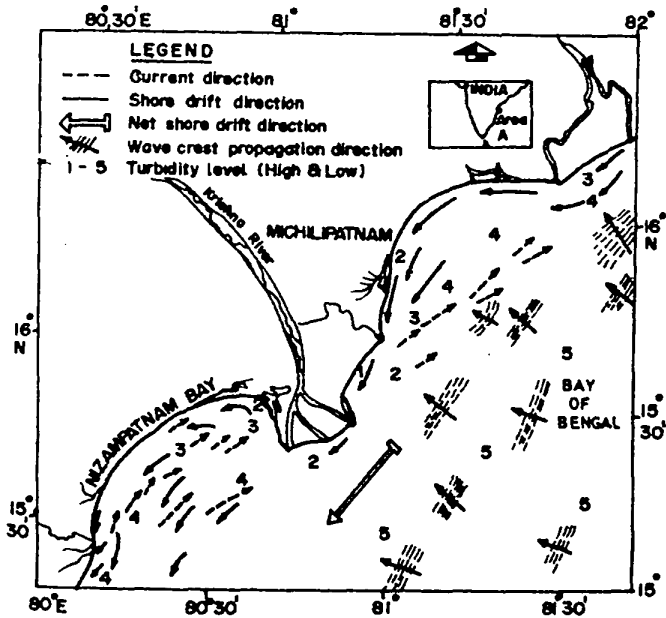 80°,30'E
81°
81°30'
82°
LEGEND
Current direction
Shore drift direction
Net shore drift direction
Wave crest propagation direction
1-5 Turbidity level (High & Low)
INDIA
Area
A
Krishna River
MICHILIPATNAM
3
4
16°
N
2
4
4
3
16°
N
2
5
BAY
OF
BENGAL
15°
30'
NIZAMPATNAM BAY
2
3
3
2
5
4
4
15°
30'
5
5
4
15°
80°E
80°30'
81°
81°30'